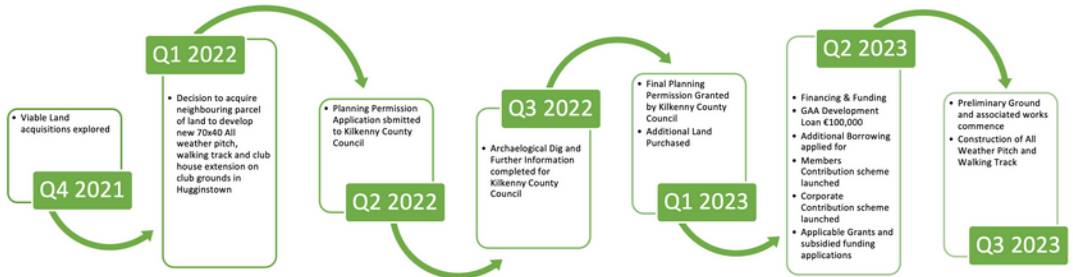 • Viable Land
acquisitions explored
Q4 2021
Q1 2022
• Decision to acquire
neighbouring parcel
of land to develop
new 70x40 All
weather pitch,
walking track and club
house extension on
club grounds in
Hugginstown
• Planning Permission
Application sbmitted
to Kilkenny County
Council
Q2 2022
Q3 2022
• Archaelogical Dig and
Further Information
completed for
Kilkenny County
Council
• Final Planning
Permission Granted
by Kilkenny County
Council
• Additional Land
Purchased
Q1 2023
Q2 2023
• Financing & Funding
• GAA Development
Loan €100,000
• Additional Borrowing
applied for
• Members
Contribution scheme
launched
• Corporate
Contribution scheme
launched
• Applicable Grants and
subsidied funding
applications
• Preliminary Ground
and associated works
commence
• Construction of All
Weather Pitch and
Walking Track
Q3 2023